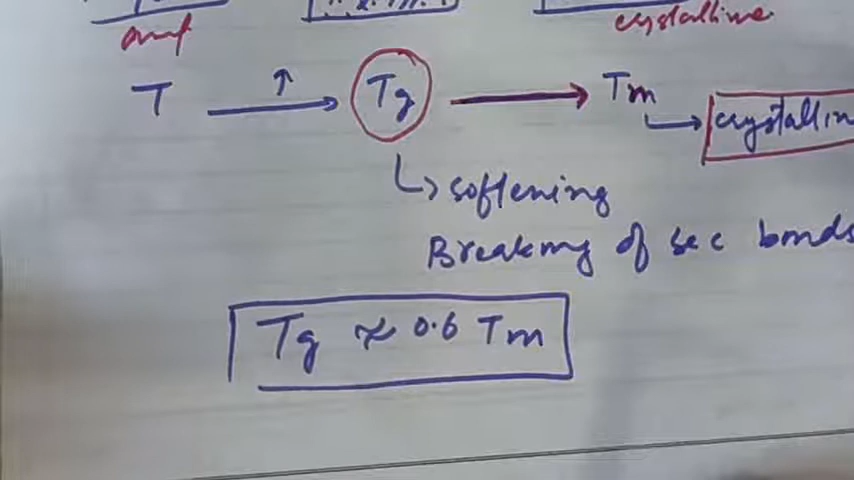 amf crystalline
T ↑ → Tg → Tm
crystallin
softening
Breaking of sec bonds
Tg ≈ 0.6 Tm